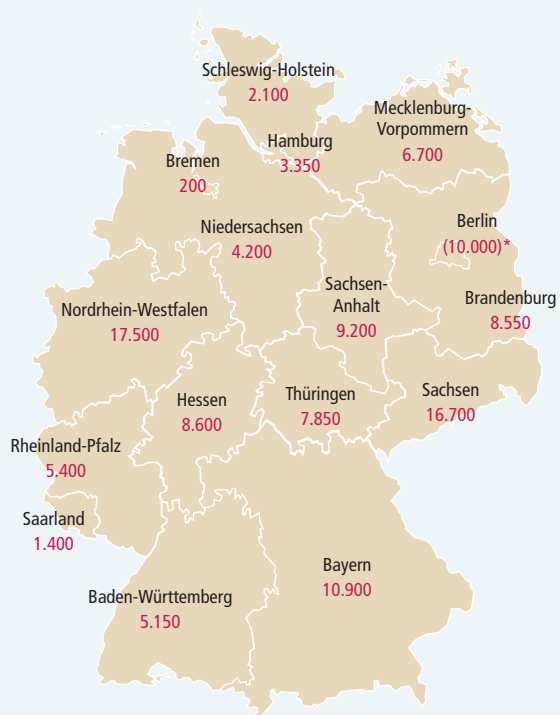 Schleswig-Holstein
2.100
Mecklenburg-
Vorpommern
6.700
Hamburg
3.350
Bremen
200
Niedersachsen
4.200
Berlin
(10.000)*
Sachsen-
Anhalt
9.200
Brandenburg
8.550
Nordrhein-Westfalen
17.500
Hessen
8.600
Thüringen
7.850
Sachsen
16.700
Rheinland-Pfalz
5.400
Saarland
1.400
Bayern
10.900
Baden-Württemberg
5.150